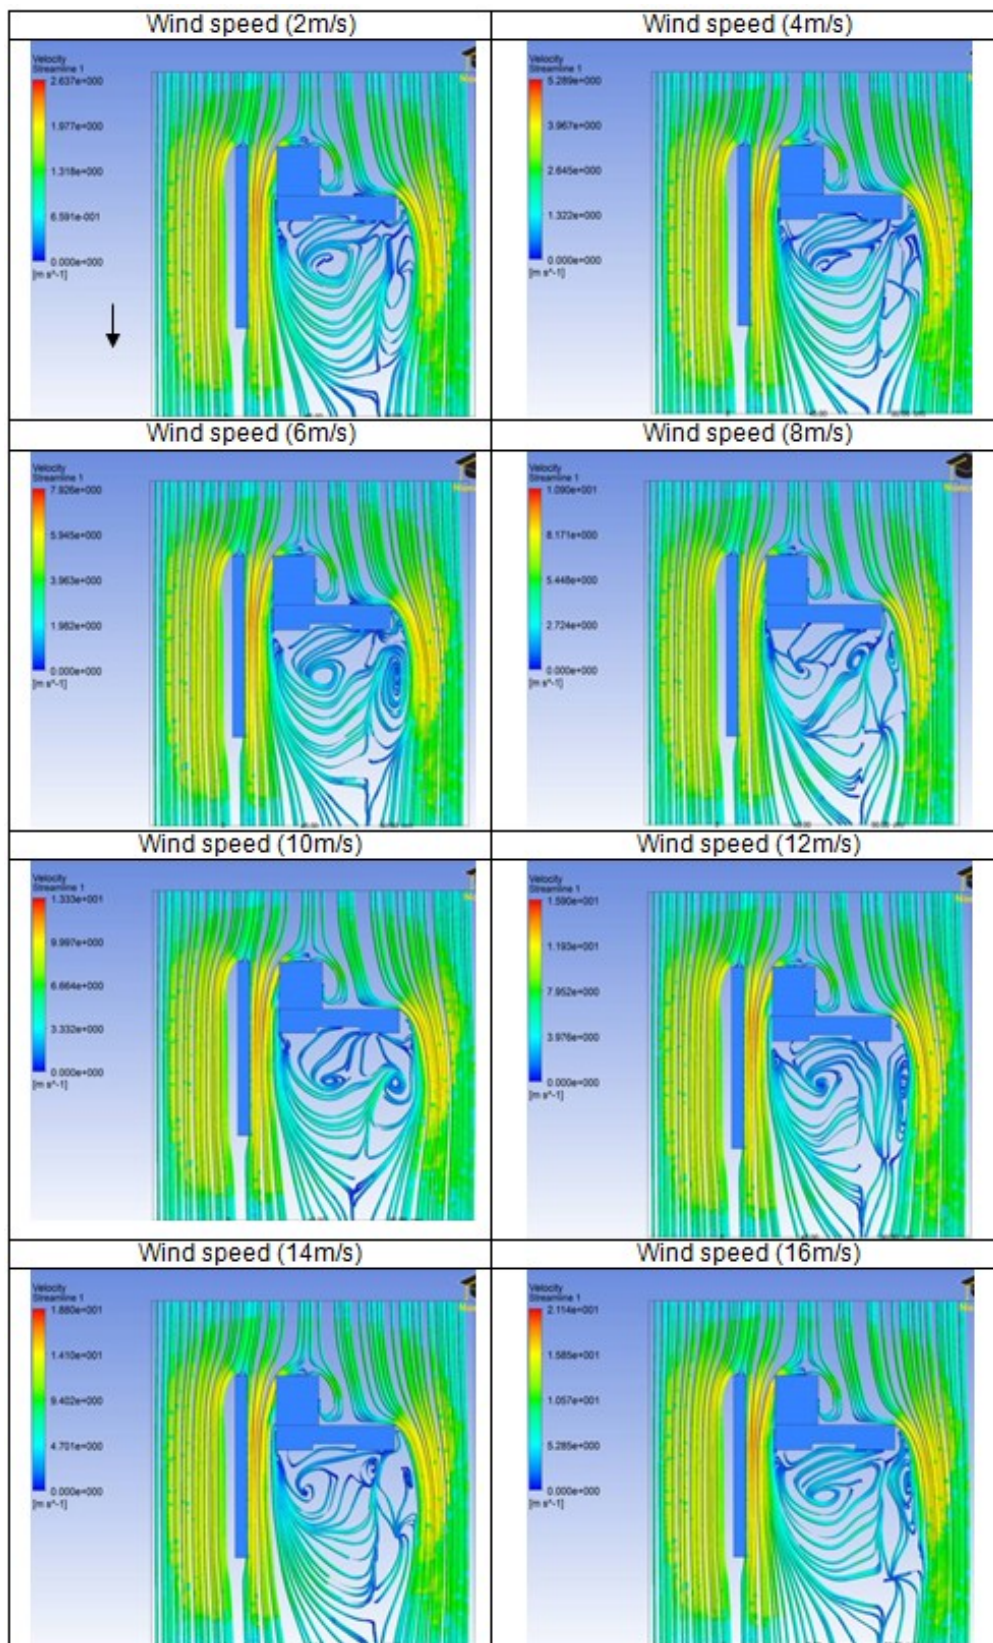 Wind speed (2m/s)
Wind speed (4m/s)
Velocity
Streamline 1
2.637e+000
1.977e+000
1.318e+000
6.591e-001
0.000e+000
[m s^-1]
Velocity
Streamline 1
5.289e+000
3.967e+000
2.645e+000
1.322e+000
0.000e+000
[m s^-1]
Wind speed (6m/s)
Wind speed (8m/s)
Velocity
Streamline 1
7.926e+000
5.945e+000
3.963e+000
1.982e+000
0.000e+000
[m s^-1]
Velocity
Streamline 1
1.090e+001
8.171e+000
5.448e+000
2.724e+000
0.000e+000
[m s^-1]
Wind speed (10m/s)
Wind speed (12m/s)
Velocity
Streamline 1
1.333e+001
9.997e+000
6.664e+000
3.332e+000
0.000e+000
[m s^-1]
Velocity
Streamline 1
1.590e+001
1.193e+001
7.952e+000
3.976e+000
0.000e+000
[m s^-1]
Wind speed (14m/s)
Wind speed (16m/s)
Velocity
Streamline 1
1.880e+001
1.410e+001
9.402e+000
4.701e+000
0.000e+000
[m s^-1]
Velocity
Streamline 1
2.114e+001
1.585e+001
1.057e+001
5.285e+000
0.000e+000
[m s^-1]